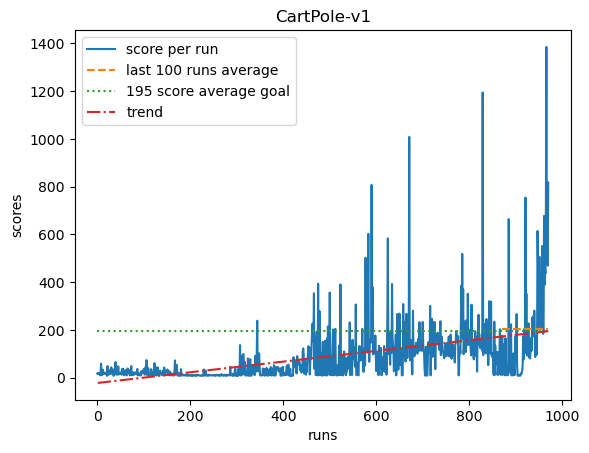 CartPole-v1
score per run
last 100 runs average
195 score average goal
trend
scores
1400
1200
1000
800
600
400
200
0
0 200 400 600 800 1000
runs